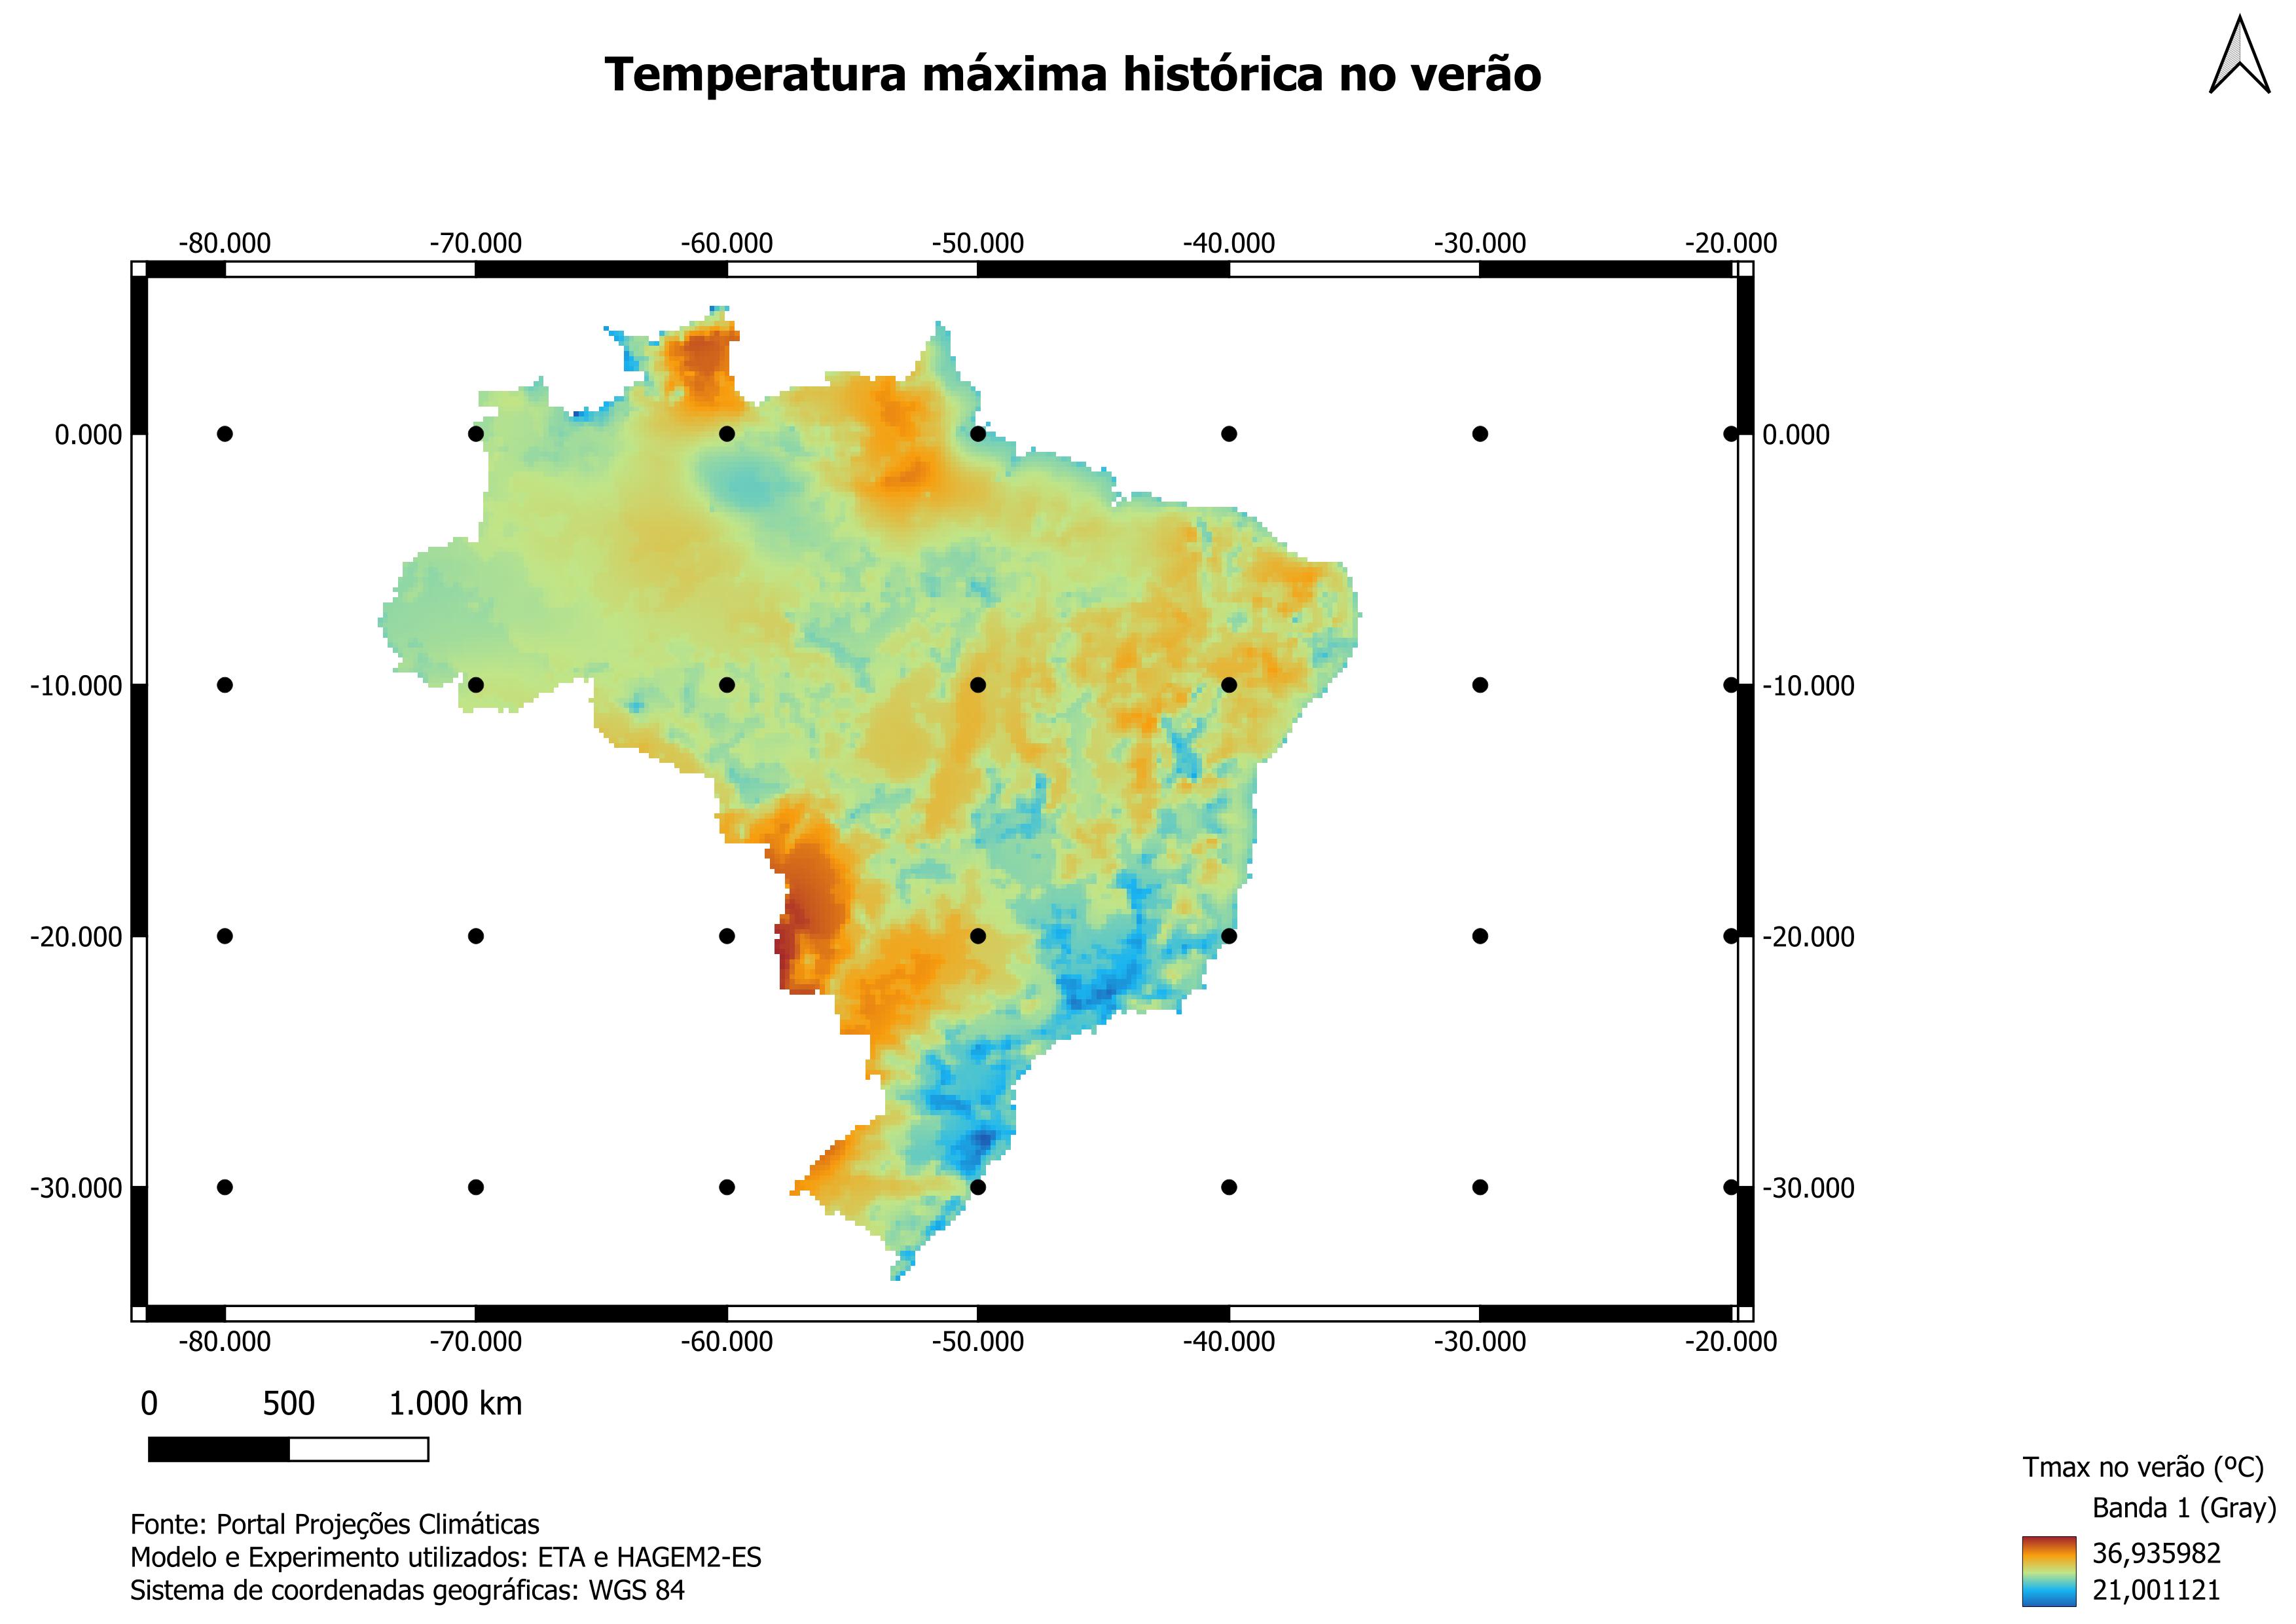 Temperatura máxima histórica no verão
-80.000 -70.000 -60.000 -50.000 -40.000 -30.000 -20.000
0.000 0.000
-10.000 -10.000
-20.000 -20.000
-30.000 -30.000
-80.000 -70.000 -60.000 -50.000 -40.000 -30.000 -20.000
0 500 1.000 km
Fonte: Portal Projeções Climáticas
Modelo e Experimento utilizados: ETA e HAGEM2-ES
Sistema de coordenadas geográficas: WGS 84
Tmax no verão (ºC)
Banda 1 (Gray)
36,935982
21,001121